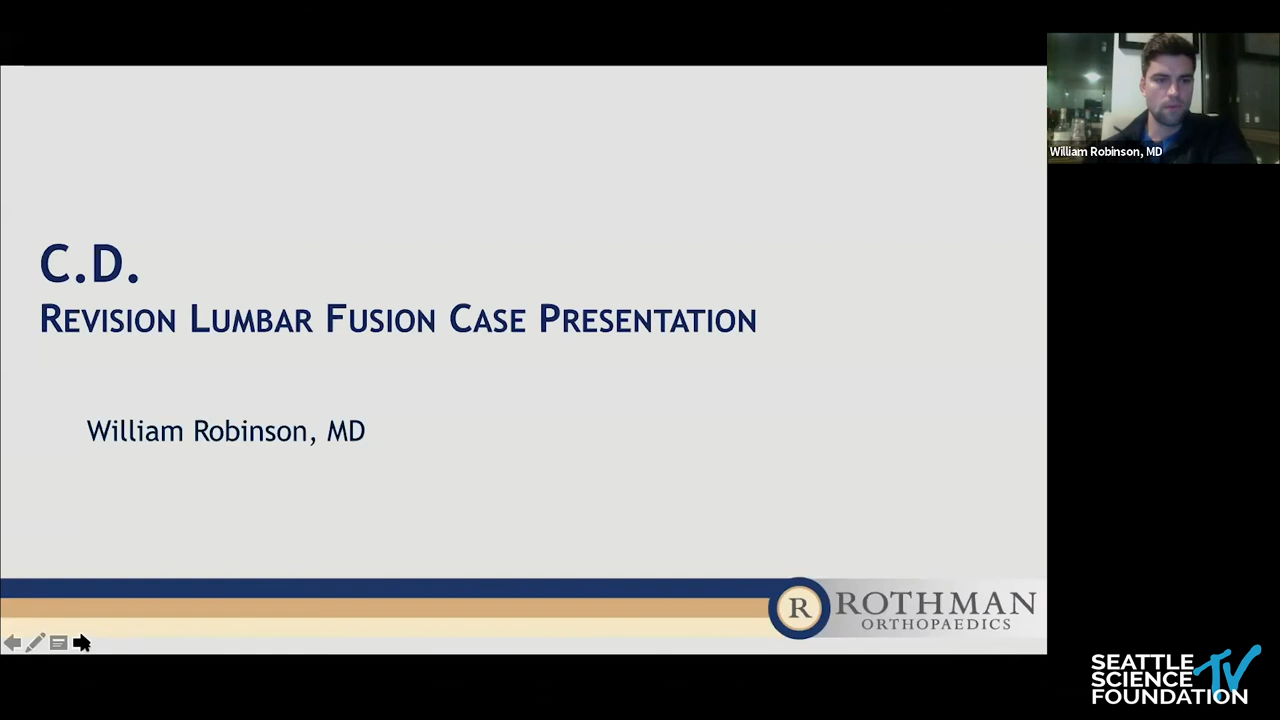 William Robinson, MD
C.D.
Revision Lumbar Fusion Case Presentation
William Robinson, MD
R ROTHMAN
ORTHOPAEDICS
SEATTLE
SCIENCE TV
FOUNDATION